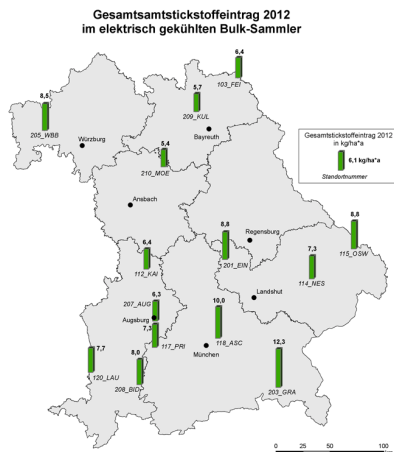 Gesamtsamtstickstoffeintrag 2012
im elektrisch gekühlten Bulk-Sammler
6,4
103_FEI
8,5
205_WBB
5,7
209_KUL
Bayreuth
Würzburg
Gesamtstickstoffeintrag 2012
in kg/ha*a
6,1 kg/ha*a
Standortnummer
5,4
210_MOE
Ansbach
8,8
201_EIN
Regensburg
8,8
115_OSW
6,4
112_KAI
7,3
114_NES
Landshut
6,3
207_AUG
Augsburg
7,3
117_PRI
10,0
118_ASC
München
7,7
120_LAU
8,0
208_BID
12,3
203_GRA
0 25 50 100